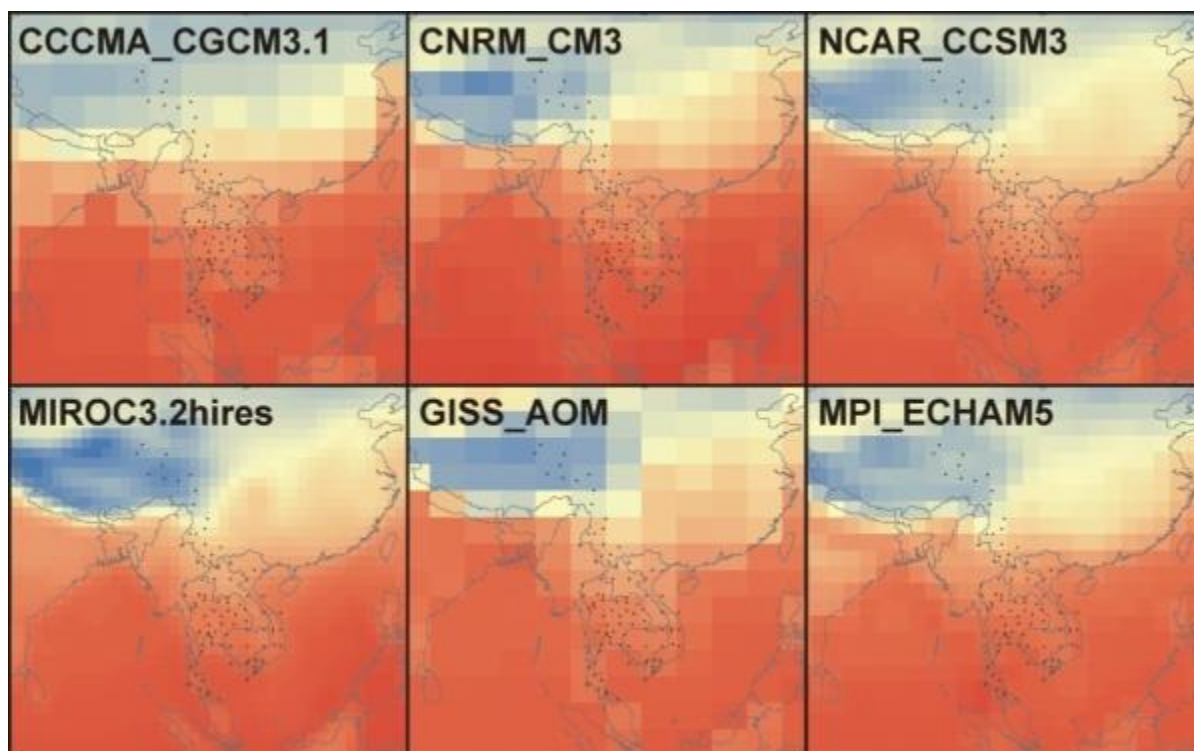 CCCMA_CGCM3.1
CNRM_CM3
NCAR_CCSM3
MIROC3.2hires
GISS_AOM
MPI_ECHAM5